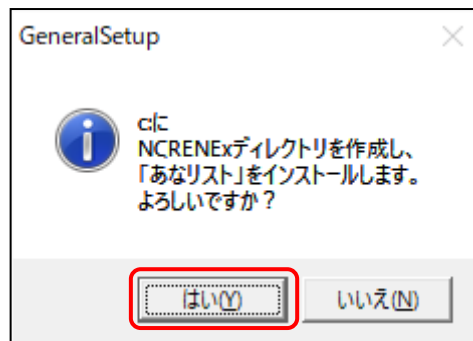 GeneralSetup
c:に
NCRENExディレクトリを作成し、
「あなリスト」をインストールします。
よろしいですか？
はい(Y)
いいえ(N)